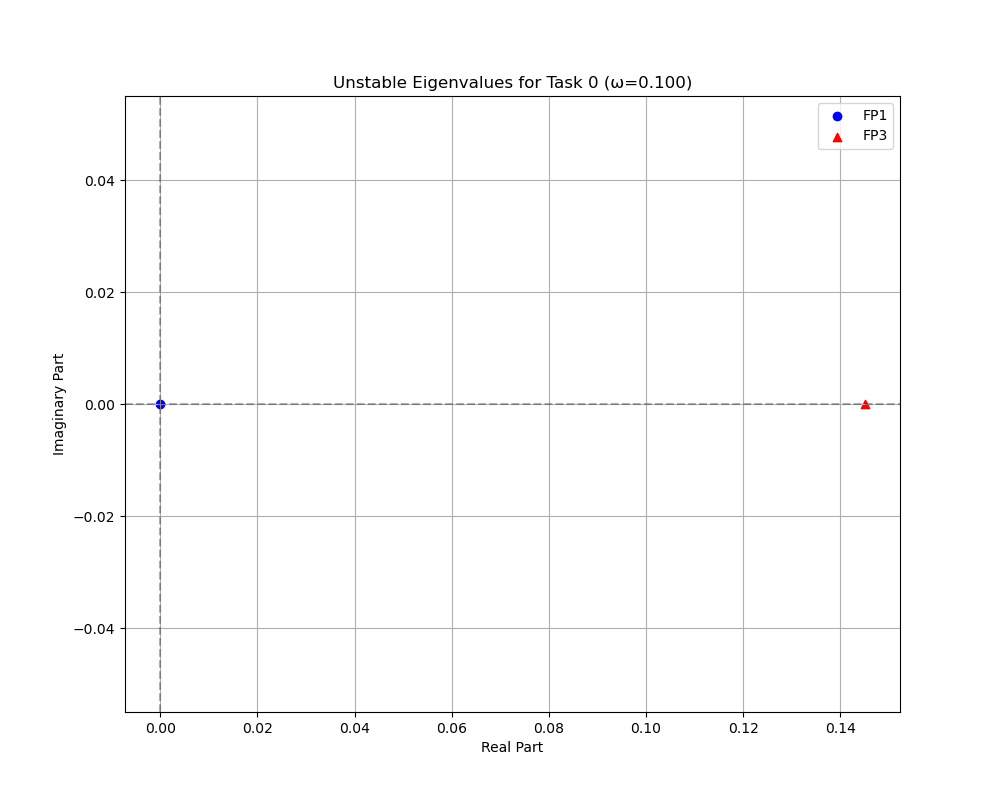 Unstable Eigenvalues for Task 0 (ω=0.100)
FP1
FP3
0.04
0.02
0.00
−0.02
−0.04
Imaginary Part
0.00 0.02 0.04 0.06 0.08 0.10 0.12 0.14
Real Part